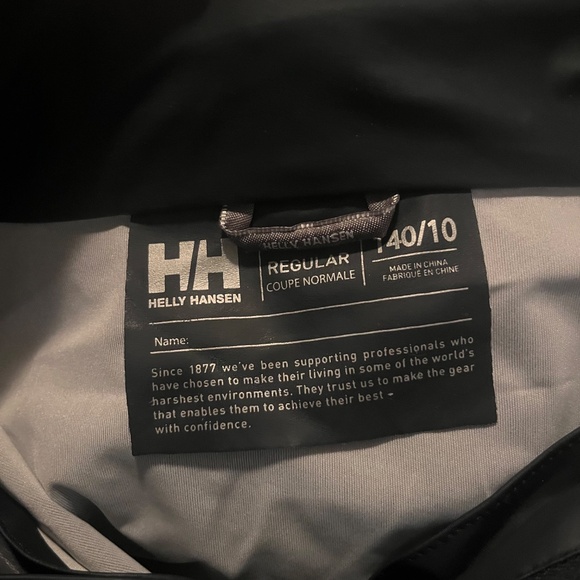 HH
HELLY HANSEN
HELLY HANSEN
REGULAR
COUPE NORMALE
140/10
MADE IN CHINA
FABRIQUE EN CHINE
Name:
Since 1877 we've been supporting professionals who
have chosen to make their living in some of the world's
harshest environments. They trust us to make the gear
that enables them to achieve their best -
with confidence.